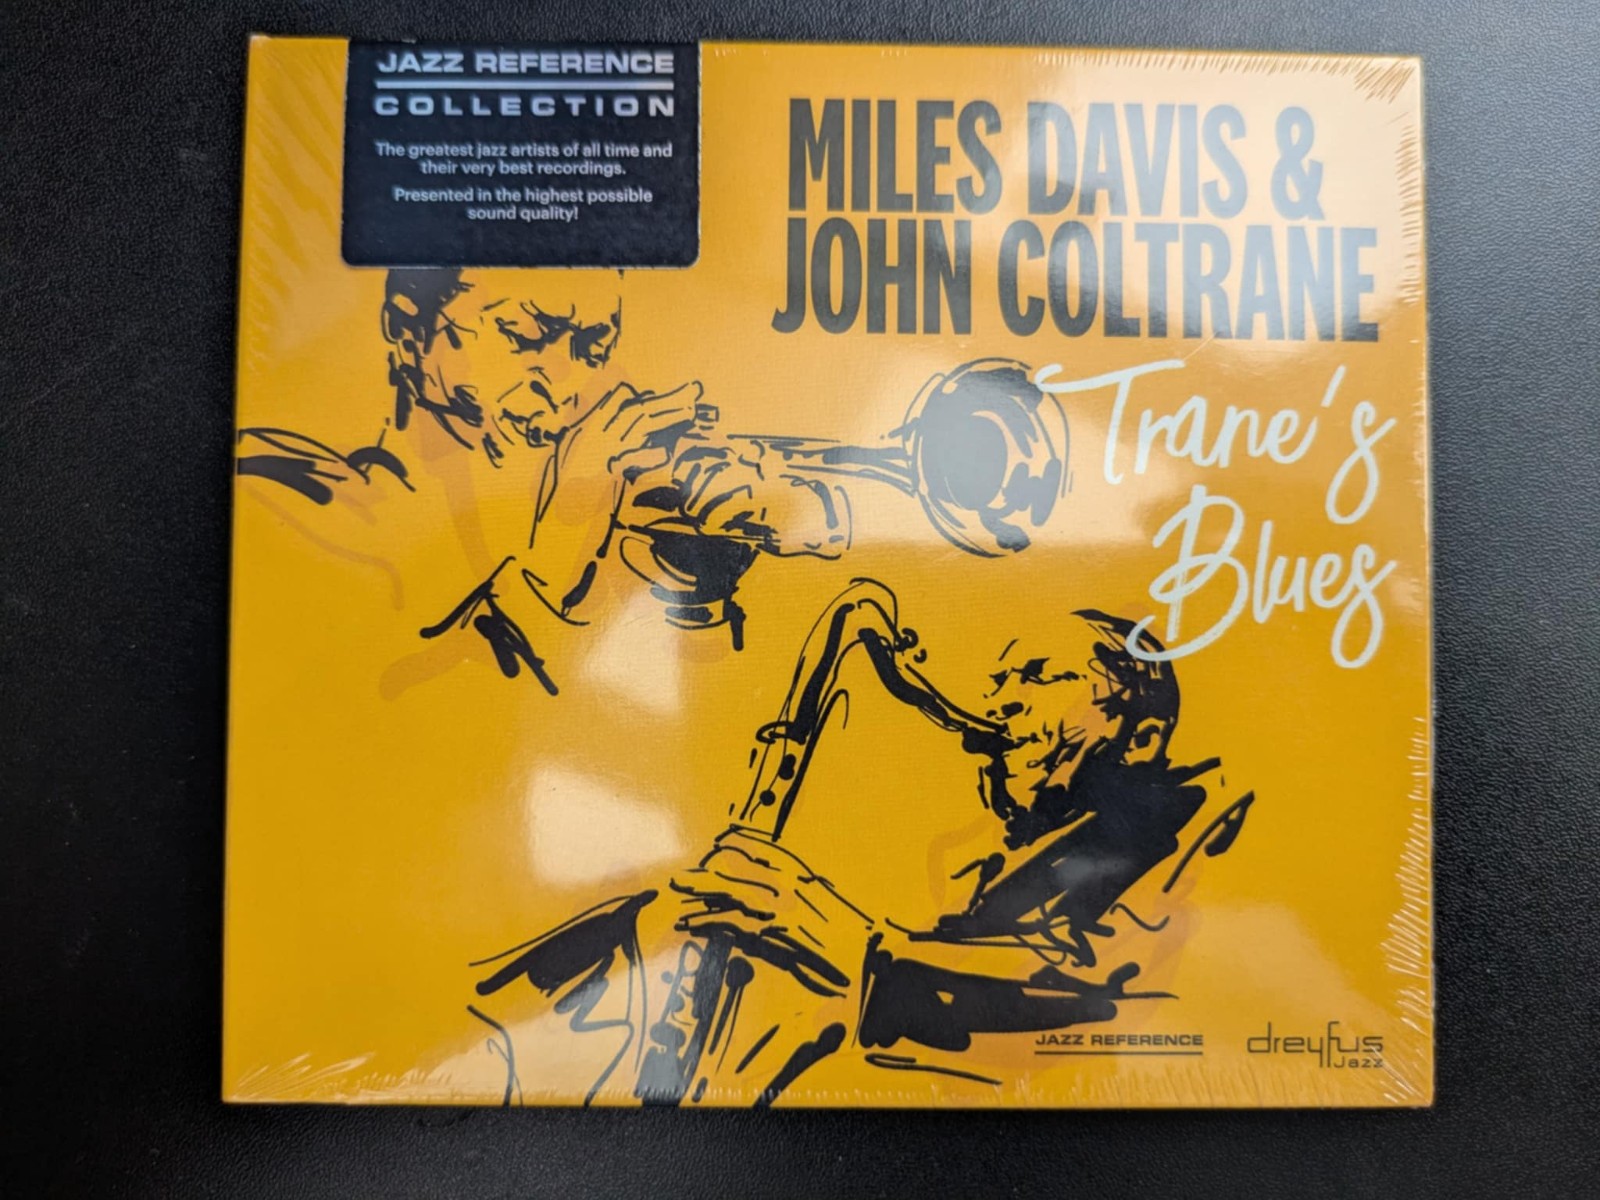 JAZZ REFERENCE
COLLECTION
The greatest jazz artists of all time and
their very best recordings.
Presented in the highest possible
sound quality!
MILES DAVIS &
JOHN COLTRANE
Trane's
Blues
JAZZ REFERENCE
dreyfus
Jazz